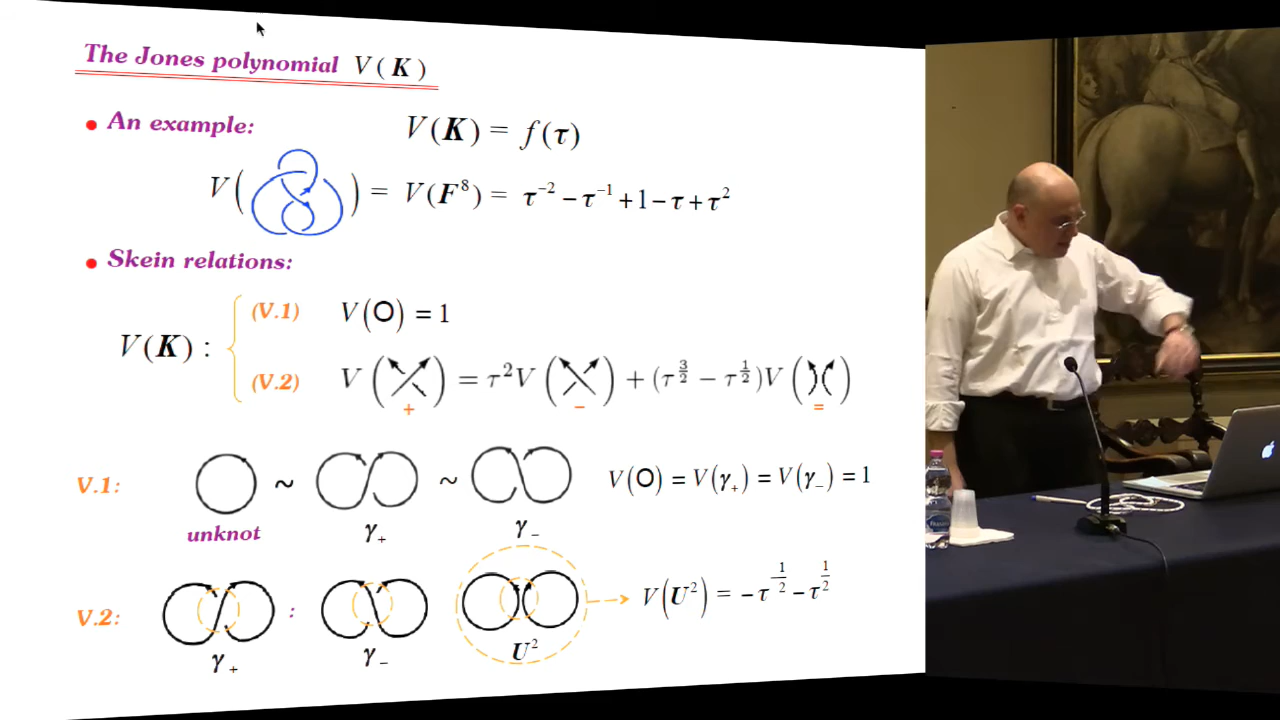 The Jones polynomial V(K)
• An example: V(K) = f(τ)
V( ) = V(F⁸) = τ⁻² − τ⁻¹ + 1 − τ + τ²
• Skein relations:
(V.1) V(O) = 1
V(K) :
(V.2) V( ) = τ²V( ) + (τ^{3/2} − τ^{1/2})V( )
+ − =
V.1: ~ ~ V(O) = V(γ₊) = V(γ₋) = 1
unknot γ₊ γ₋
V.2: : V(U²) = −τ^{-1/2} − τ^{1/2}
γ₊ γ₋ U²